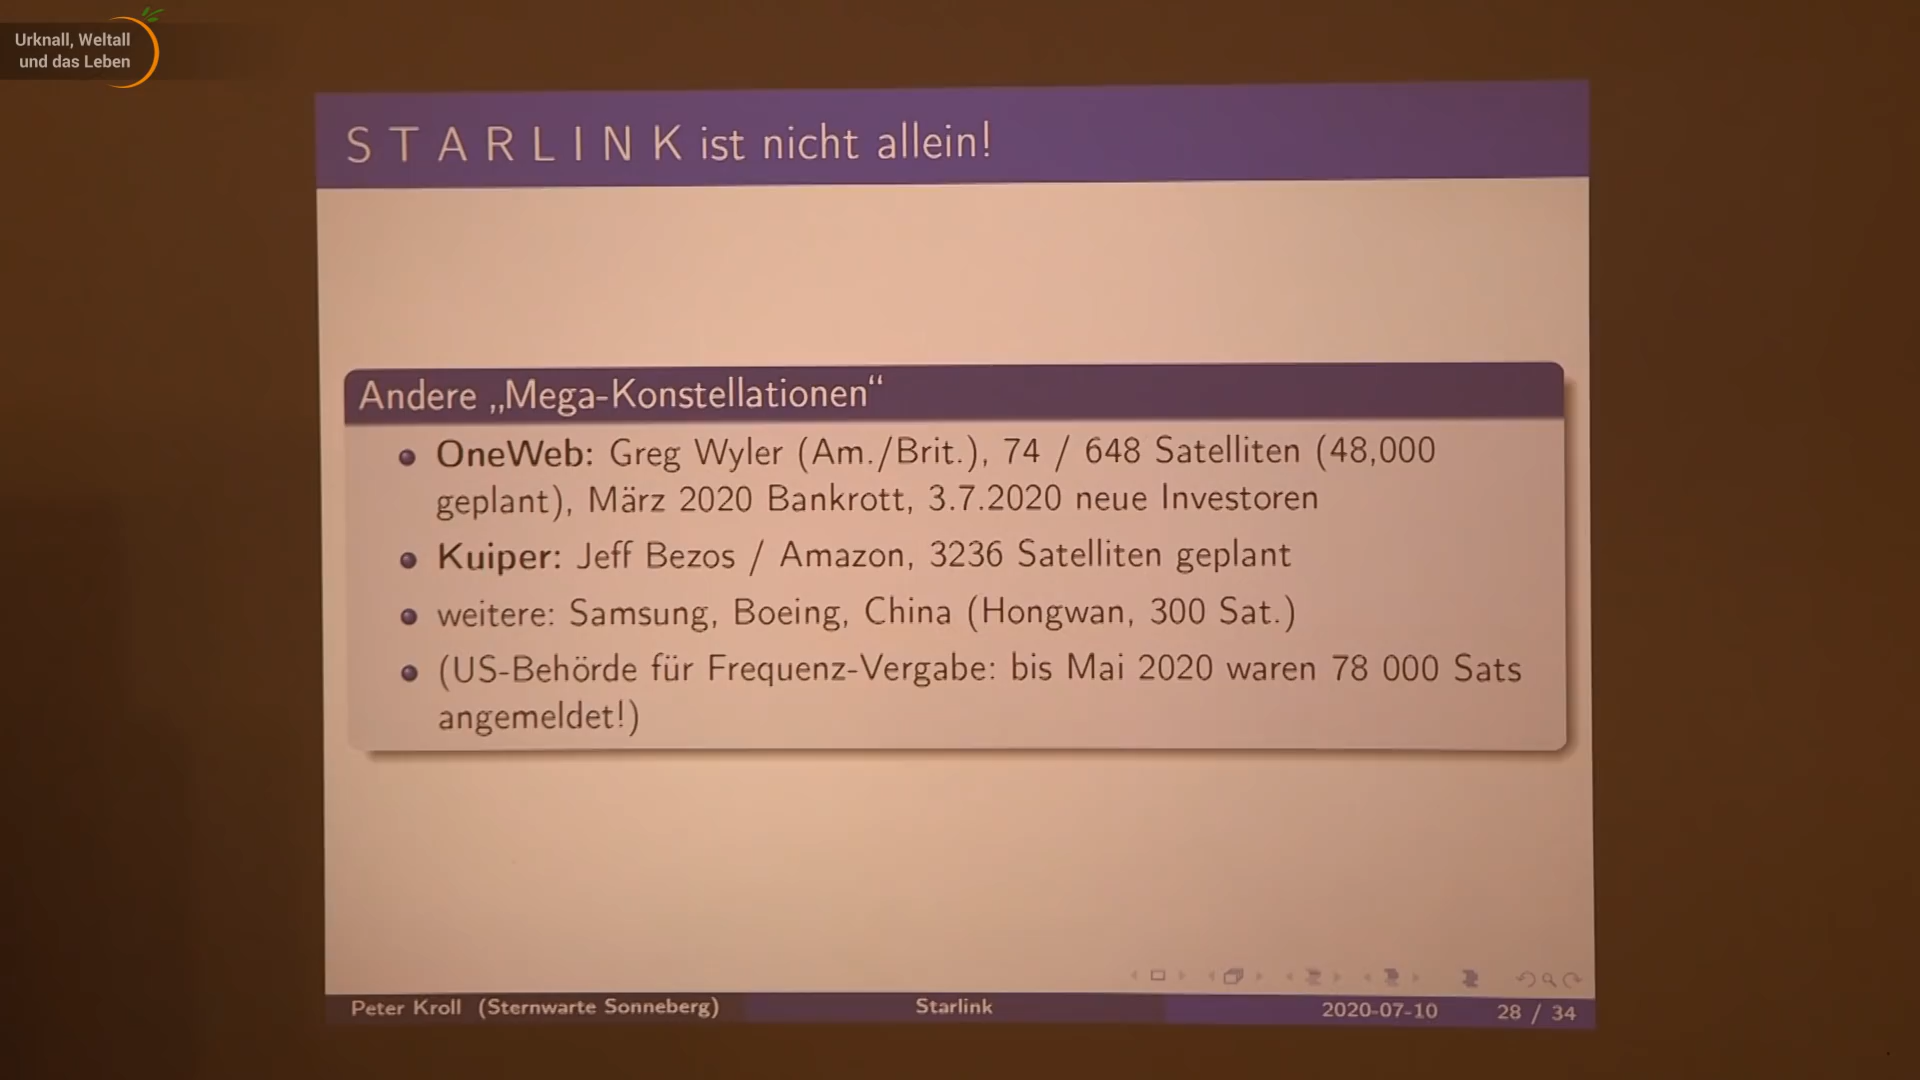 Urknall, Weltall
und das Leben
S T A R L I N K ist nicht allein!
Andere „Mega-Konstellationen“
OneWeb: Greg Wyler (Am./Brit.), 74 / 648 Satelliten (48,000
geplant), März 2020 Bankrott, 3.7.2020 neue Investoren
Kuiper: Jeff Bezos / Amazon, 3236 Satelliten geplant
weitere: Samsung, Boeing, China (Hongwan, 300 Sat.)
(US-Behörde für Frequenz-Vergabe: bis Mai 2020 waren 78 000 Sats
angemeldet!)
Peter Kroll (Sternwarte Sonneberg) Starlink 2020-07-10 28 / 34